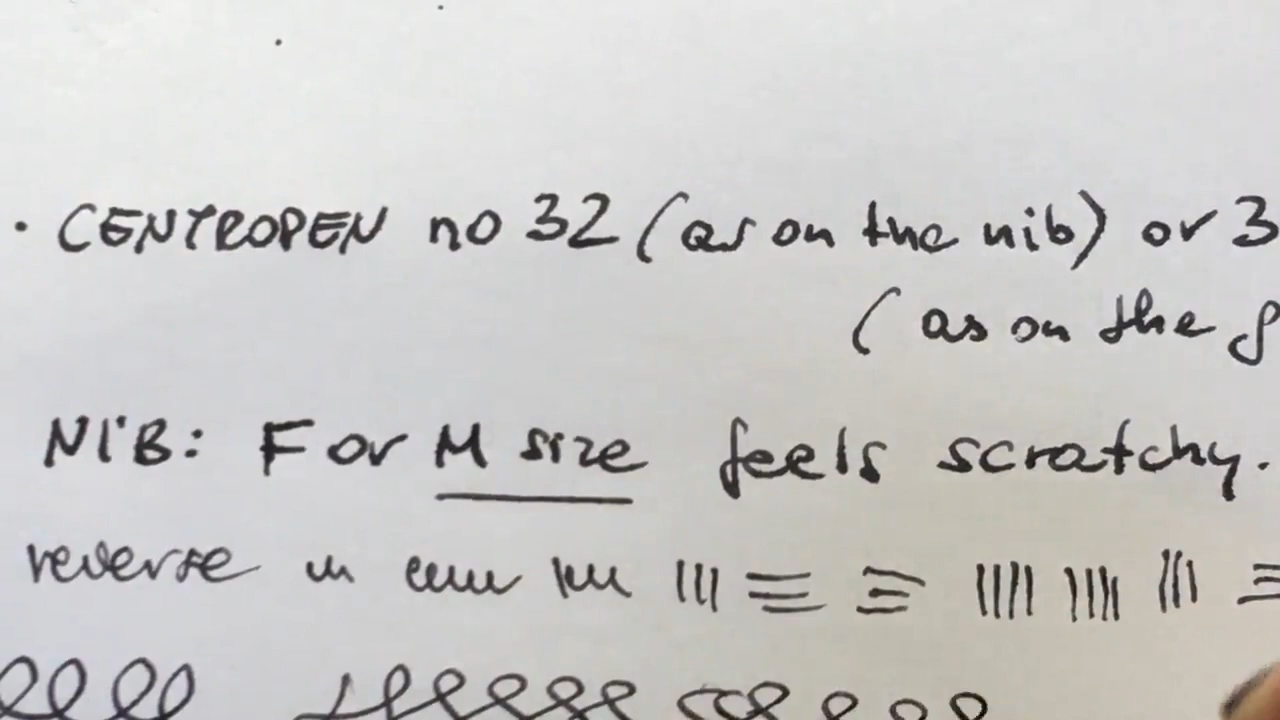 · CENTROPEN no 32 (as on the nib) or 3
(as on the
NIB: F or M size feels scratchy.
reverse